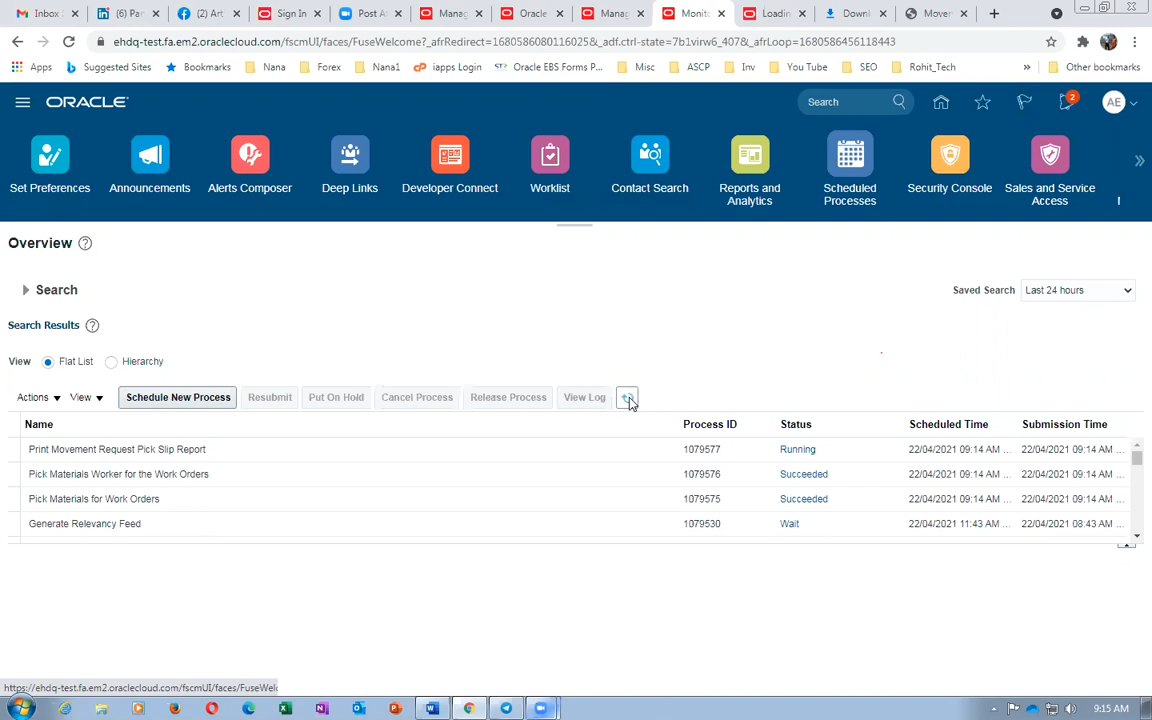 Inbox
(6) Par
(2) Art
Sign In
Post A
Manag
Oracle
Manag
Monito
Loadin
Downl
Mover
ehdq-test.fa.em2.oraclecloud.com/fscmUI/faces/FuseWelcome?_afrRedirect=1680586080116025&_adf.ctrl-state=7b1virw6_407&_afrLoop=1680586456118443
Apps Suggested Sites Bookmarks Nana Forex Nana1 iapps Login Oracle EBS Forms P... Misc ASCP Inv You Tube SEO Rohit_Tech » Other bookmarks
ORACLE Search 2 AE
Set Preferences
Announcements
Alerts Composer
Deep Links
Developer Connect
Worklist
Contact Search
Reports and
Analytics
Scheduled
Processes
Security Console
Sales and Service
Access
Overview
Search
Saved Search Last 24 hours
Search Results
View Flat List Hierarchy
Actions View Schedule New Process Resubmit Put On Hold Cancel Process Release Process View Log
Name Process ID Status Scheduled Time Submission Time
Print Movement Request Pick Slip Report 1079577 Running 22/04/2021 09:14 AM ... 22/04/2021 09:14 AM ...
Pick Materials Worker for the Work Orders 1079576 Succeeded 22/04/2021 09:14 AM ... 22/04/2021 09:14 AM ...
Pick Materials for Work Orders 1079575 Succeeded 22/04/2021 09:14 AM ... 22/04/2021 09:14 AM ...
Generate Relevancy Feed 1079530 Wait 22/04/2021 11:43 AM ... 22/04/2021 08:43 AM ...
https://ehdq-test.fa.em2.oraclecloud.com/fscmUI/faces/FuseWelc
9:15 AM